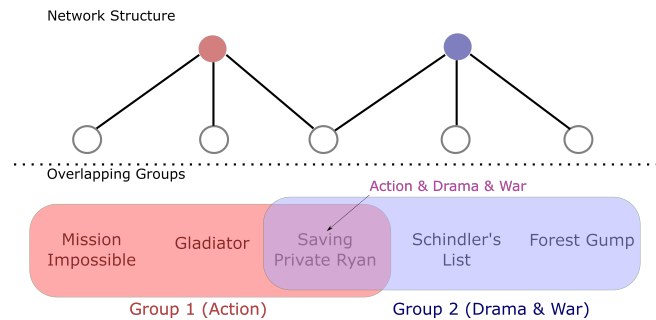 Network Structure
Overlapping Groups
Action & Drama & War
Mission
Impossible
Gladiator
Saving
Private Ryan
Schindler's
List
Forest Gump
Group 1 (Action)
Group 2 (Drama & War)